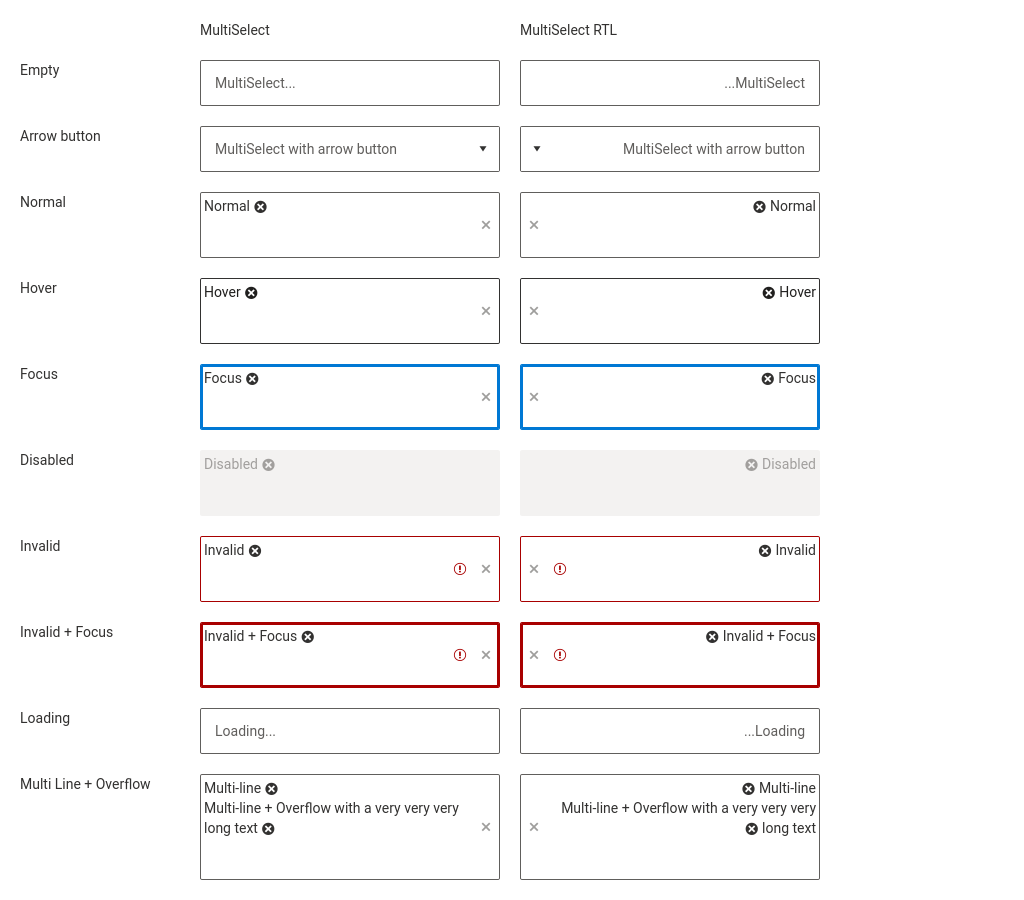 MultiSelect MultiSelect RTL
Empty MultiSelect... ...MultiSelect
Arrow button MultiSelect with arrow button MultiSelect with arrow button
Normal Normal Normal
Hover Hover Hover
Focus Focus Focus
Disabled Disabled Disabled
Invalid Invalid Invalid
Invalid + Focus Invalid + Focus Invalid + Focus
Loading Loading... ...Loading
Multi Line + Overflow Multi-line Multi-line
Multi-line + Overflow with a very very very Multi-line + Overflow with a very very very
long text long text